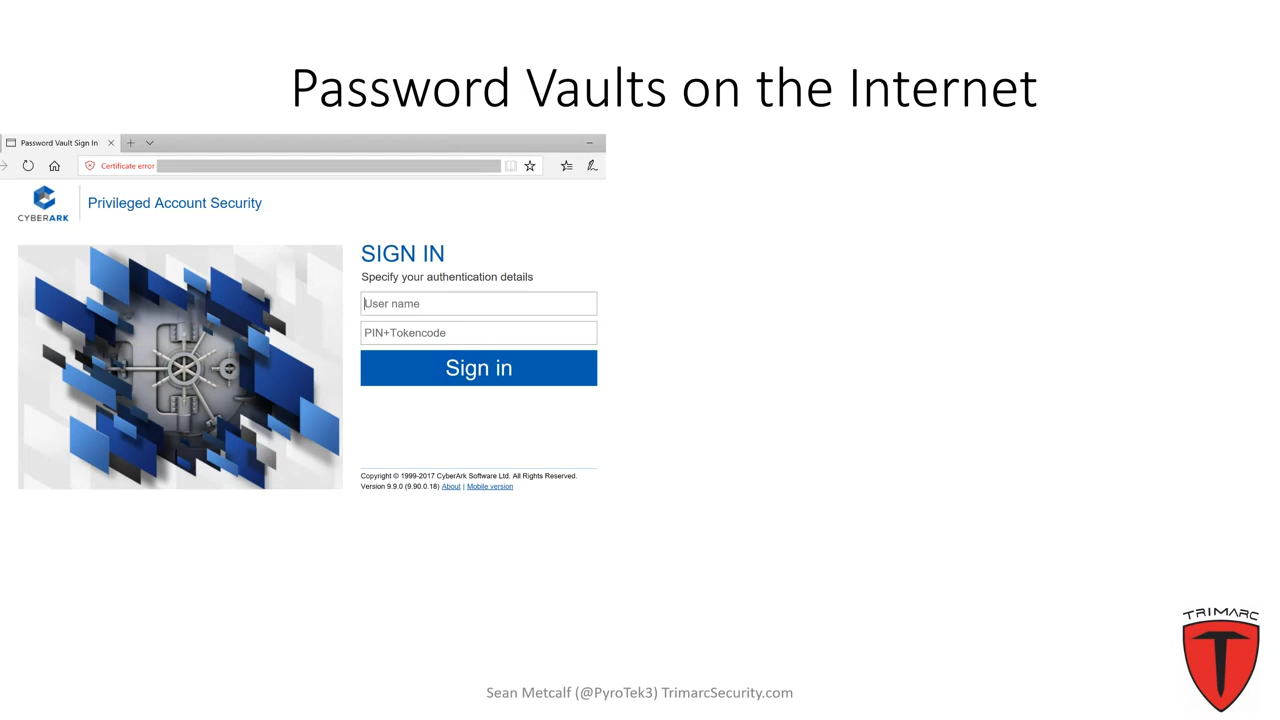 Password Vaults on the Internet
Password Vault Sign In
Certificate error
CYBERARK
Privileged Account Security
SIGN IN
Specify your authentication details
User name
PIN+Tokencode
Sign in
Copyright © 1999-2017 CyberArk Software Ltd. All Rights Reserved.
Version 9.9.0 (9.90.0.18) About | Mobile version
TRIMARC
Sean Metcalf (@PyroTek3) TrimarcSecurity.com